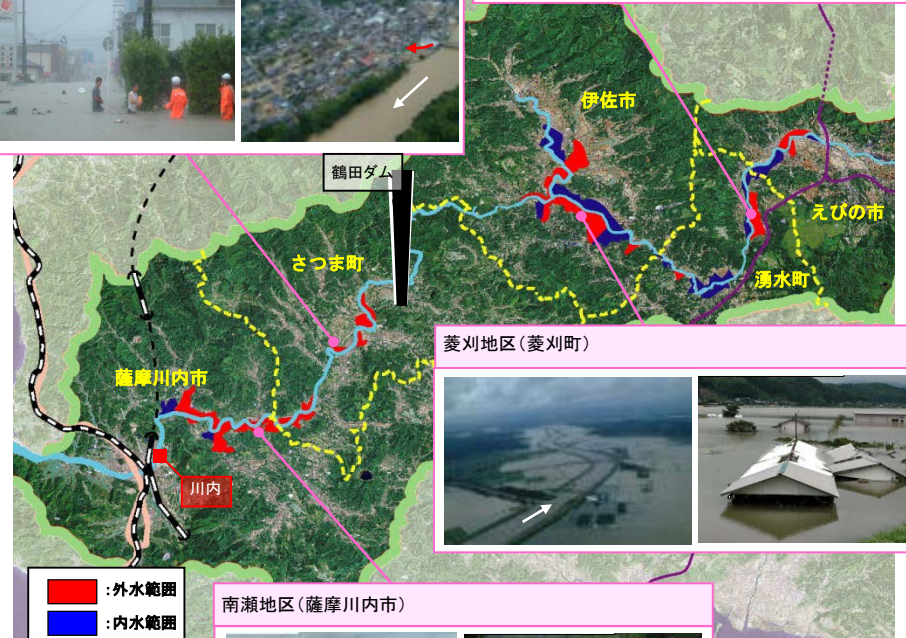 伊佐市
鶴田ダム
えびの市
さつま町
湧水町
菱刈地区(菱刈町)
薩摩川内市
川内
:外水範囲
:内水範囲
南瀬地区(薩摩川内市)